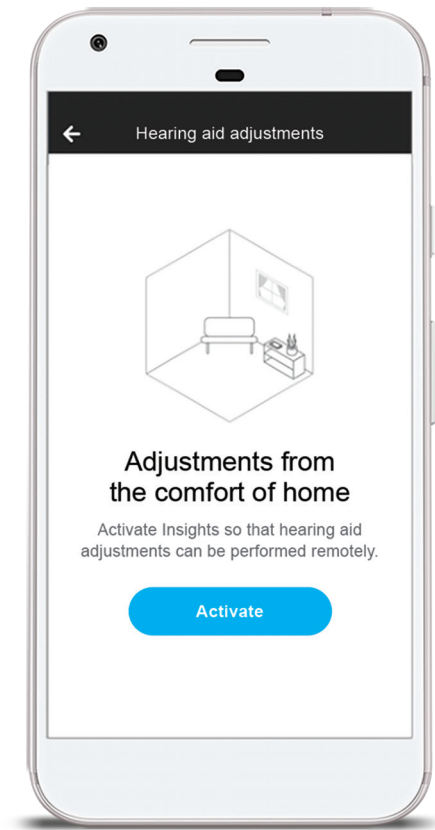 Hearing aid adjustments
Adjustments from
the comfort of home
Activate Insights so that hearing aid
adjustments can be performed remotely.
Activate